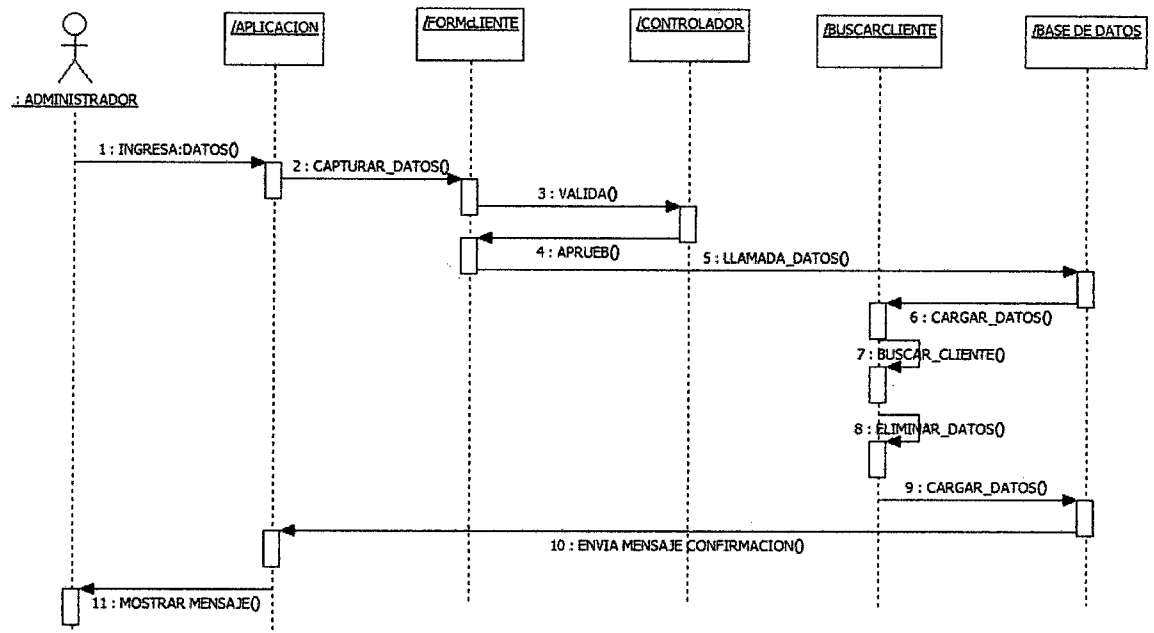 /APLICACION
/FORMcLIENTE
/CONTROLADOR
/BUSCARCLIENTE
/BASE DE DATOS
: ADMINISTRADOR
1 : INGRESA:DATOS()
2 : CAPTURAR_DATOS()
3 : VALIDA()
4 : APRUEB()
5 : LLAMADA_DATOS()
6 : CARGAR_DATOS()
7 : BUSCAR_CLIENTE()
8 : ELIMINAR_DATOS()
9 : CARGAR_DATOS()
10 : ENVIA MENSAJE CONFIRMACION()
11 : MOSTRAR MENSAJE()